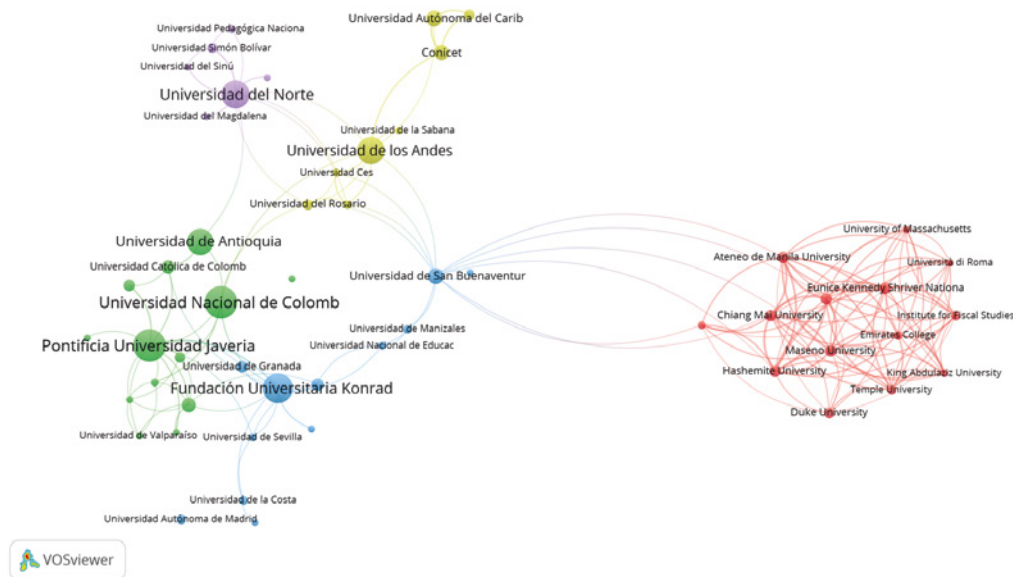 Universidad Autónoma del Carib
Universidad Pedagógica Naciona
Universidad Simón Bolívar
Conicet
Universidad del Sinú
Universidad del Norte
Universidad del Magdalena
Universidad de la Sabana
Universidad de los Andes
Universidad Ces
Universidad del Rosario
University of Massachusetts
Universidad de Antioquia
Ateneo de Manila University
Università di Roma
Universidad Católica de Colomb
Universidad de San Buenaventur
Eunice Kennedy Shriver Nationa
Universidad Nacional de Colomb
Chiang Mai University
Institute for Fiscal Studies
Universidad de Manizales
Emirates College
Pontificia Universidad Javeria
Universidad Nacional de Educac
Maseno University
Universidad de Granada
Hashemite University
King Abdulaziz University
Fundación Universitaria Konrad
Temple University
Duke University
Universidad de Valparaíso
Universidad de Sevilla
Universidad de la Costa
Universidad Autónoma de Madrid
VOSviewer